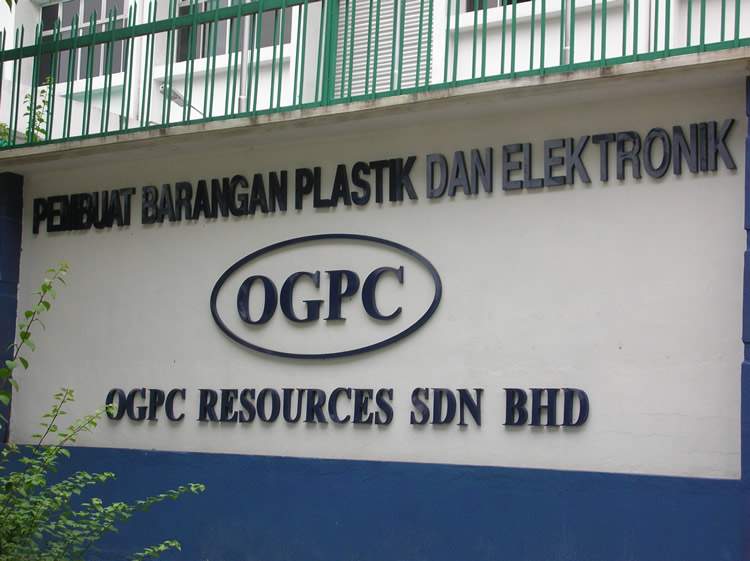 PEMBUAT BARANGAN PLASTIK DAN ELEKTRONIK
OGPC
OGPC RESOURCES SDN BHD